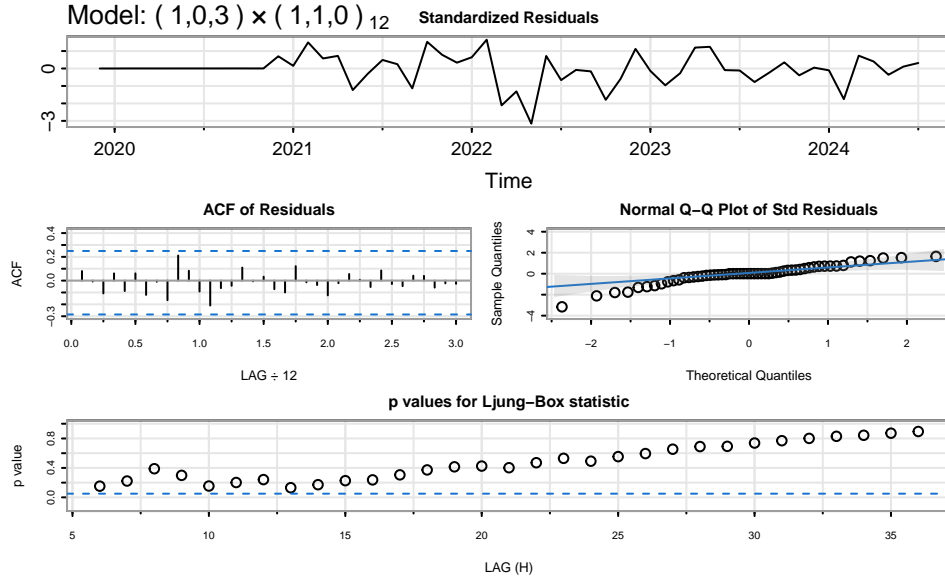 Model: ( 1,0,3 ) × ( 1,1,0 ) 12 Standardized Residuals
0
−3
2020 2021 2022 2023 2024
Time
ACF of Residuals
ACF
0.4
0.2
0.0
−0.3
0.0 0.5 1.0 1.5 2.0 2.5 3.0
LAG ÷ 12
Normal Q−Q Plot of Std Residuals
Sample Quantiles
4
2
0
−4
−2 −1 0 1 2
Theoretical Quantiles
p values for Ljung−Box statistic
p value
0.8
0.4
0.0
5 10 15 20 25 30 35
LAG (H)